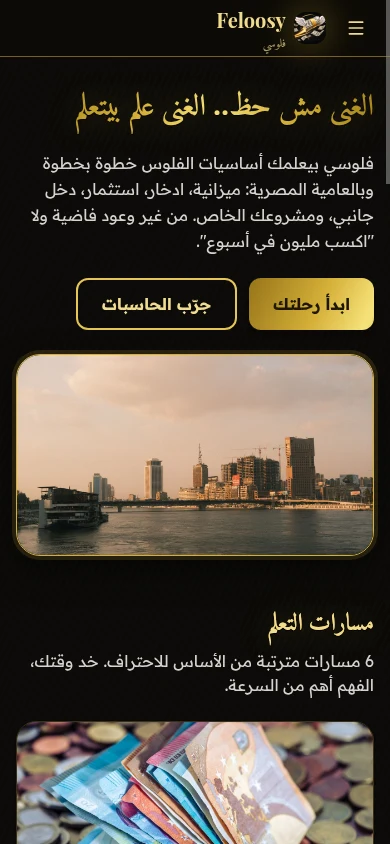 Feloosy
فلوسي
الغنى مش حظ.. الغنى علم بيتعلم
فلوسي بيعلمك أساسيات الفلوس خطوة بخطوة
وبالعامية المصرية: ميزانية، ادخار، استثمار، دخل
جانبي، ومشروعك الخاص. من غير وعود فاضية ولا
"اكسب مليون في أسبوع".
ابدأ رحلتك
جرّب الحاسبات
مسارات التعلم
6 مسارات مترتبة من الأساس للاحتراف. خد وقتك،
الفهم أهم من السرعة.